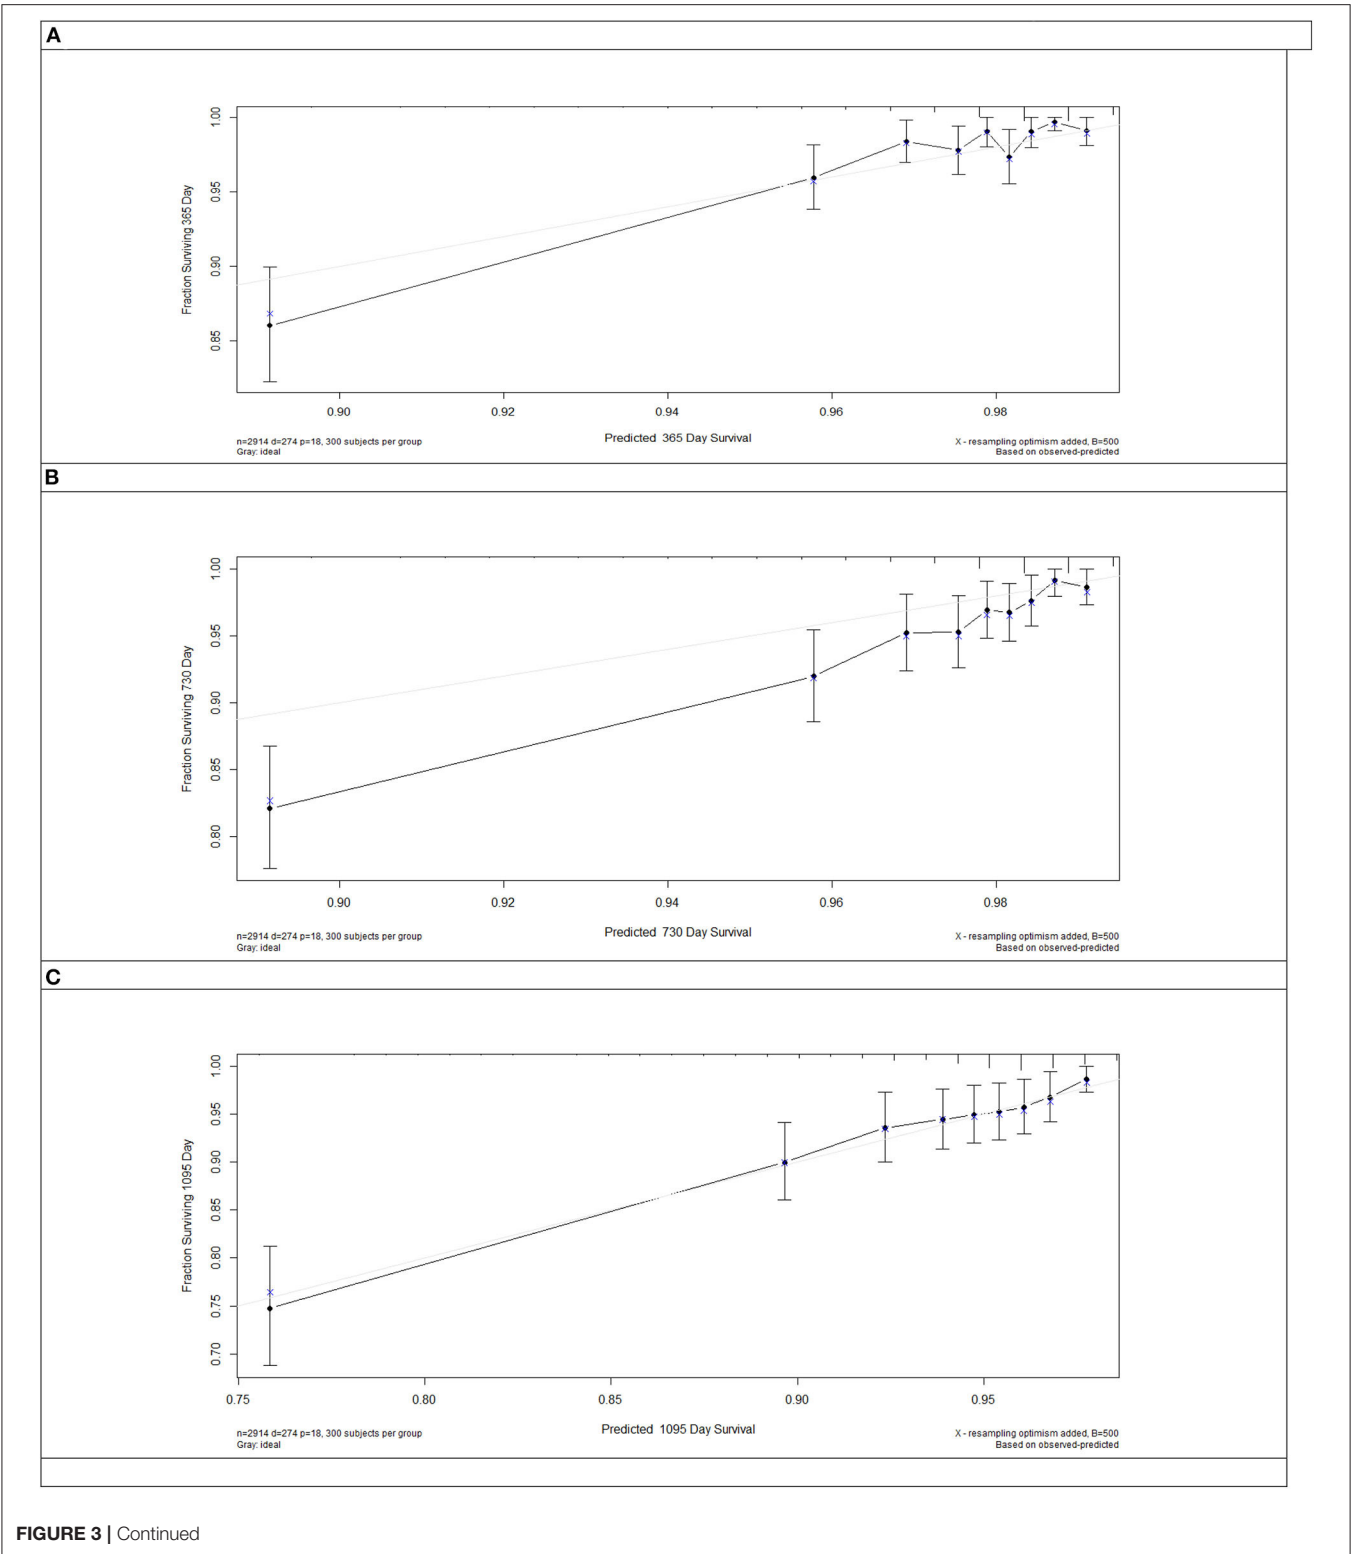 A
1.00
0.95
0.90
0.85
Fraction Surviving 365 Day
0.90 0.92 0.94 0.96 0.98
Predicted 365 Day Survival
n=2914 d=274 p=18, 300 subjects per group
Gray: ideal
X - resampling optimism added, B=500
Based on observed-predicted
B
1.00
0.95
0.90
0.85
0.80
Fraction Surviving 730 Day
0.90 0.92 0.94 0.96 0.98
Predicted 730 Day Survival
n=2914 d=274 p=18, 300 subjects per group
Gray: ideal
X - resampling optimism added, B=500
Based on observed-predicted
C
1.00
0.95
0.90
0.85
0.80
0.75
0.70
Fraction Surviving 1095 Day
0.75 0.80 0.85 0.90 0.95
Predicted 1095 Day Survival
n=2914 d=274 p=18, 300 subjects per group
Gray: ideal
X - resampling optimism added, B=500
Based on observed-predicted
FIGURE 3 | Continued